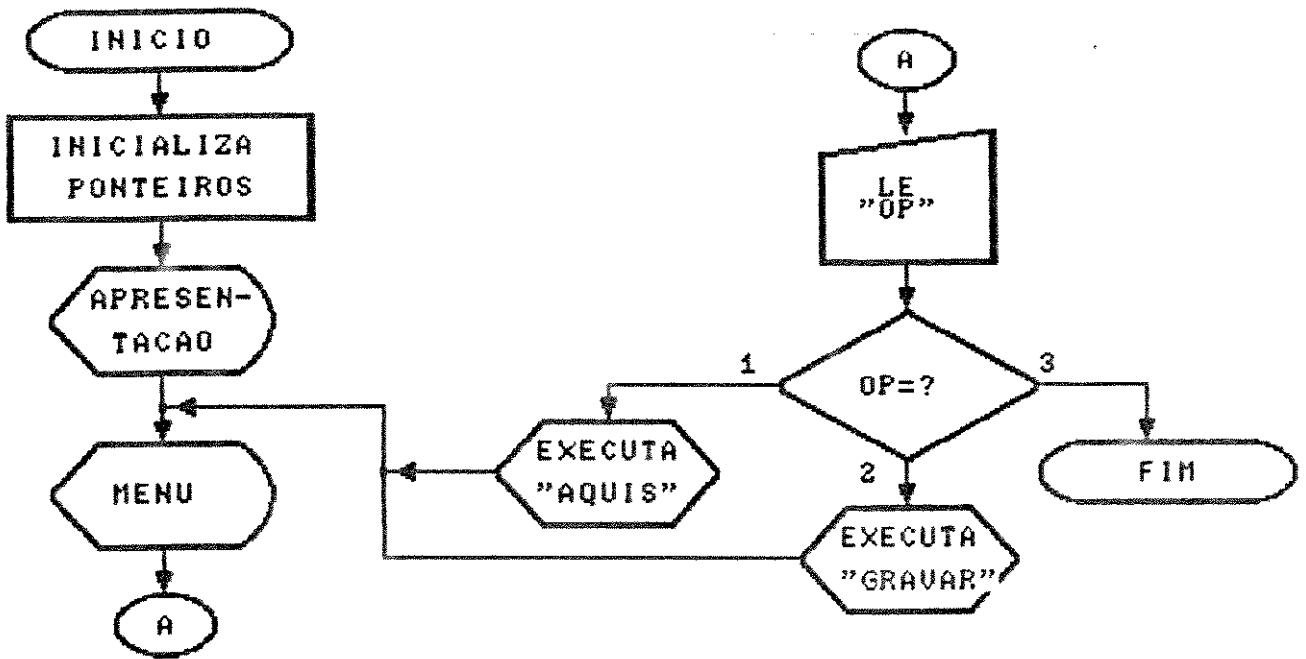 INICIO
INICIALIZA
PONTEIROS
APRESEN-
TACAO
MENU
A
A
LE
"OP"
OP=?
1
3
2
EXECUTA
"AQUIS"
FIM
EXECUTA
"GRAVAR"